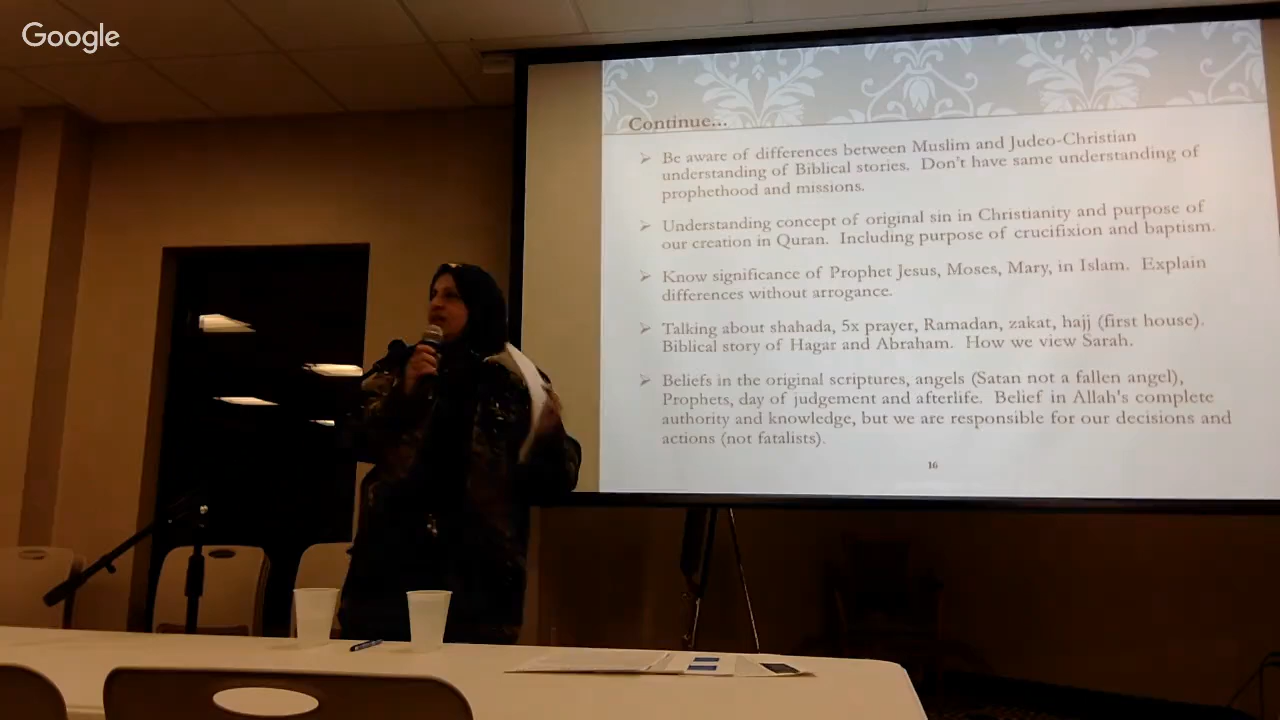 Google
Continue...
Be aware of differences between Muslim and Judeo-Christian
understanding of Biblical stories. Don't have same understanding of
prophethood and missions.
Understanding concept of original sin in Christianity and purpose of
our creation in Quran. Including purpose of crucifixion and baptism.
Know significance of Prophet Jesus, Moses, Mary, in Islam. Explain
differences without arrogance.
Talking about shahada, 5x prayer, Ramadan, zakat, hajj (first house).
Biblical story of Hagar and Abraham. How we view Sarah.
Beliefs in the original scriptures, angels (Satan not a fallen angel),
Prophets, day of judgement and afterlife. Belief in Allah's complete
authority and knowledge, but we are responsible for our decisions and
actions (not fatalists).
16